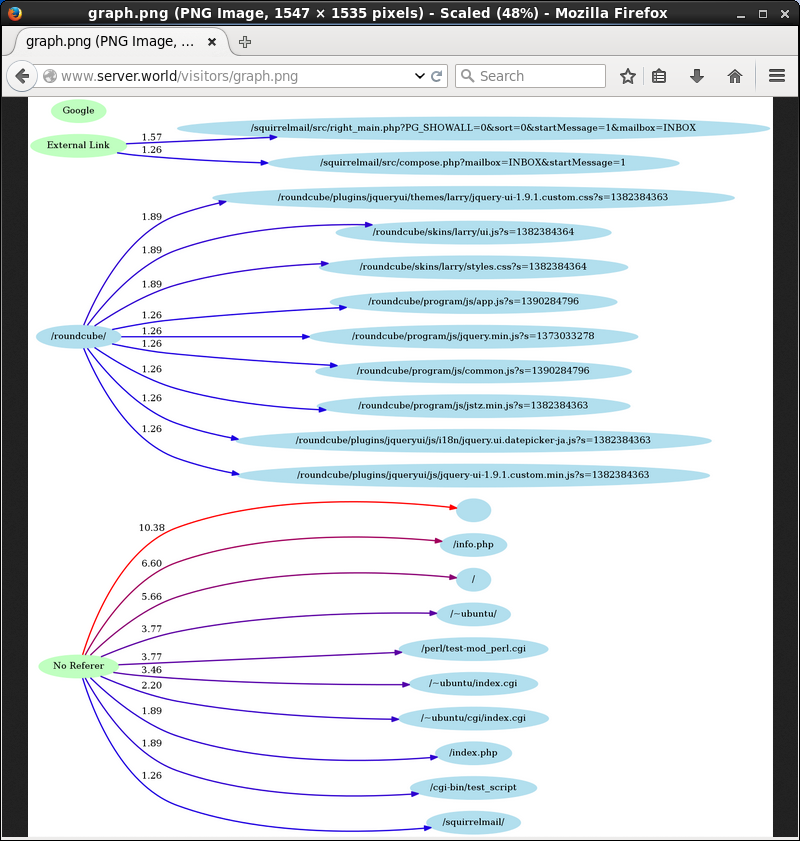 graph.png (PNG Image, 1547 × 1535 pixels) - Scaled (48%) - Mozilla Firefox
graph.png (PNG Image, ...
www.server.world/visitors/graph.png
Search
Google
External Link
1.57
/squirrelmail/src/right_main.php?PG_SHOWALL=0&sort=0&startMessage=1&mailbox=INBOX
1.26
/squirrelmail/src/compose.php?mailbox=INBOX&startMessage=1
/roundcube/
1.89
/roundcube/plugins/jqueryui/themes/larry/jquery-ui-1.9.1.custom.css?s=1382384363
1.89
/roundcube/skins/larry/ui.js?s=1382384364
1.89
/roundcube/skins/larry/styles.css?s=1382384364
1.26
/roundcube/program/js/app.js?s=1390284796
1.26
/roundcube/program/js/jquery.min.js?s=1373033278
1.26
/roundcube/program/js/common.js?s=1390284796
1.26
/roundcube/program/js/jstz.min.js?s=1382384363
1.26
/roundcube/plugins/jqueryui/js/i18n/jquery.ui.datepicker-ja.js?s=1382384363
1.26
/roundcube/plugins/jqueryui/js/jquery-ui-1.9.1.custom.min.js?s=1382384363
No Referer
10.38
6.60
/info.php
5.66
/
3.77
/~ubuntu/
3.77
/perl/test-mod_perl.cgi
3.46
/~ubuntu/index.cgi
2.20
/~ubuntu/cgi/index.cgi
1.89
/index.php
1.89
/cgi-bin/test_script
1.26
/squirrelmail/